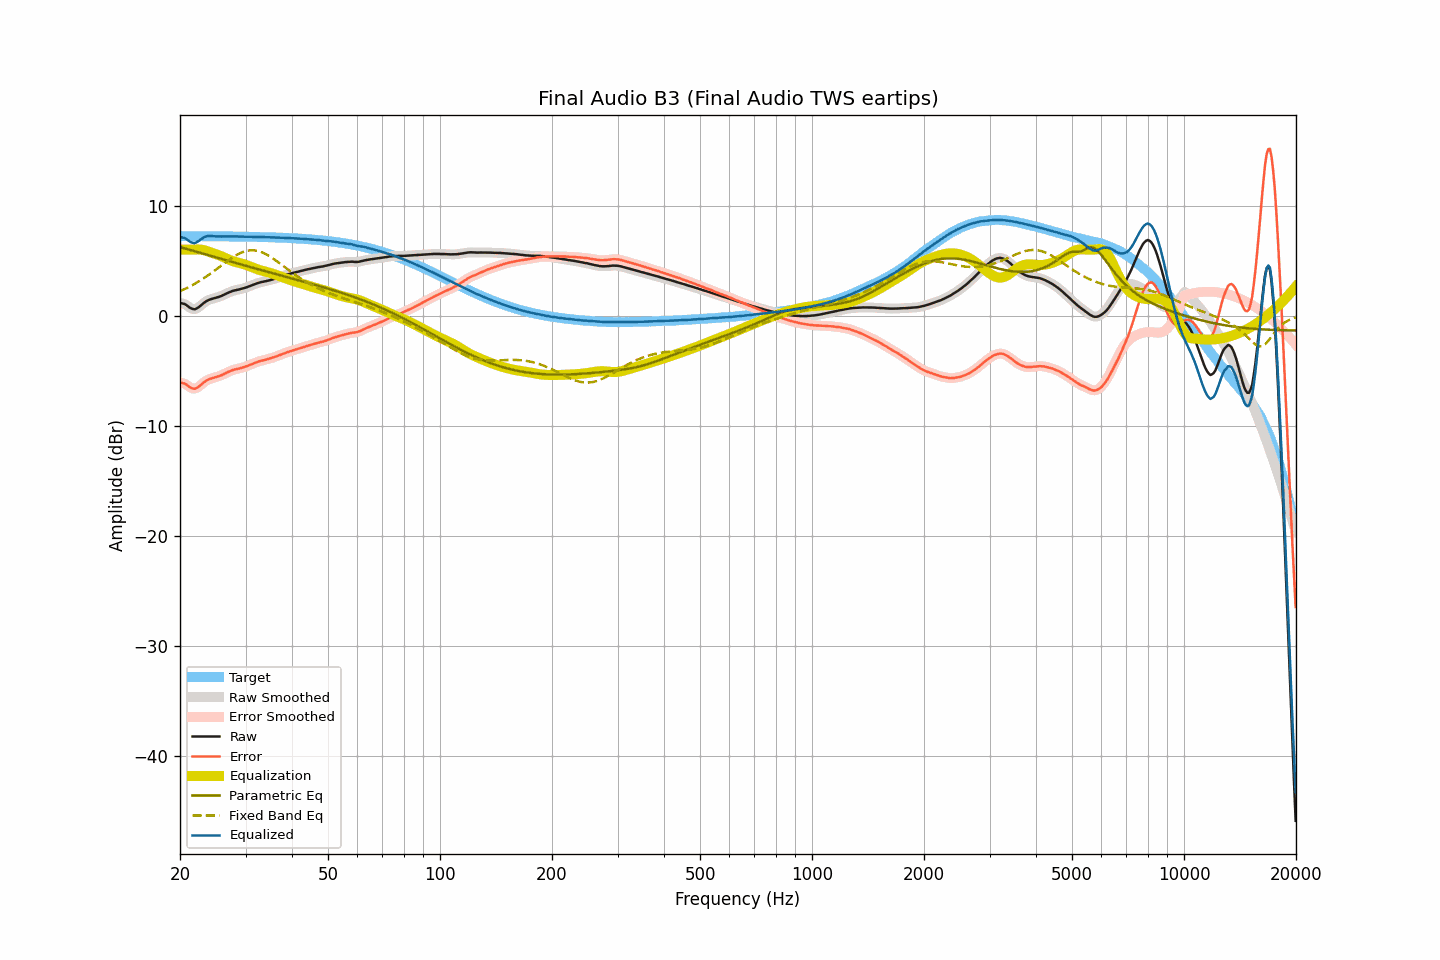 Final Audio B3 (Final Audio TWS eartips)
10
0
−10
−20
−30
−40
Amplitude (dBr)
Target
Raw Smoothed
Error Smoothed
Raw
Error
Equalization
Parametric Eq
Fixed Band Eq
Equalized
20 50 100 200 500 1000 2000 5000 10000 20000
Frequency (Hz)